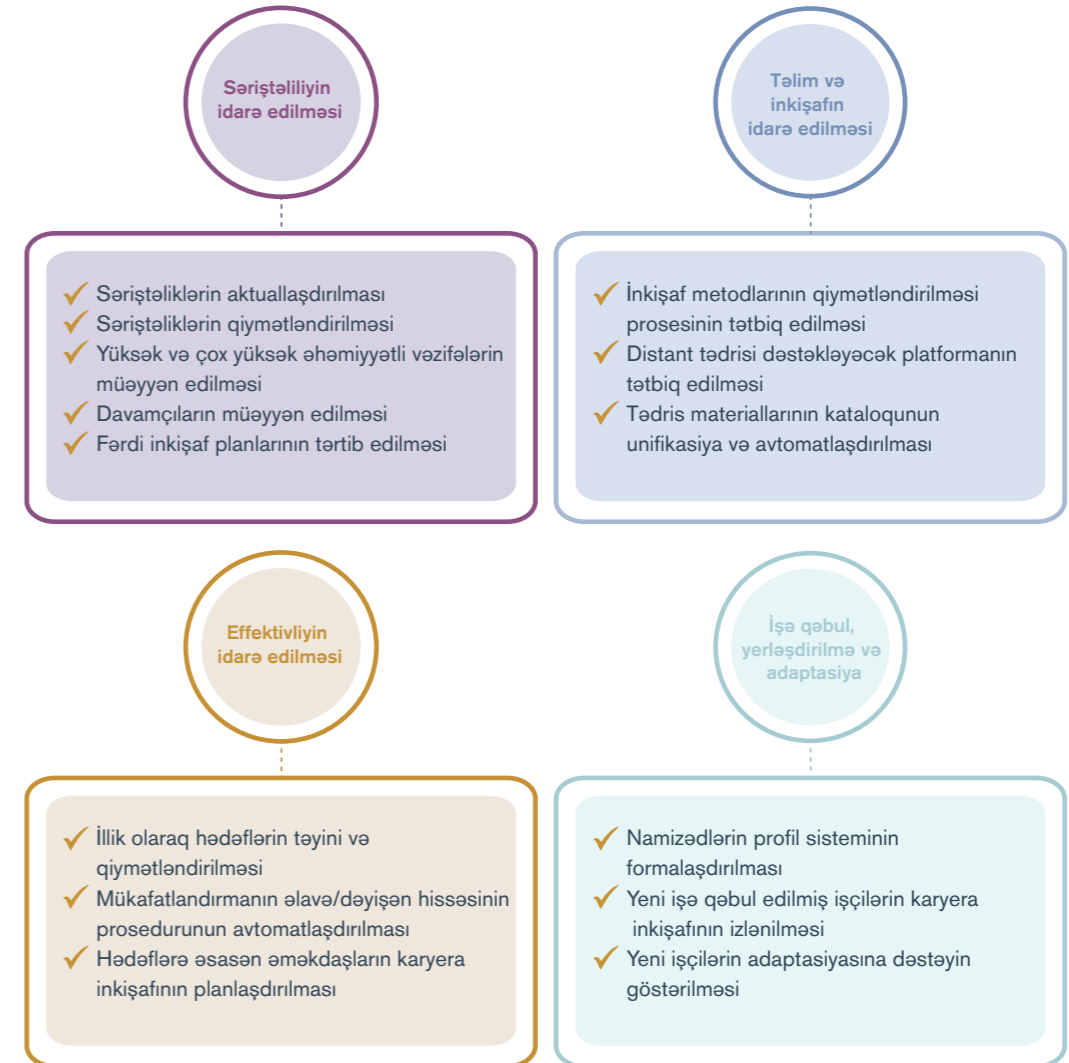 Səriştəliliyin
idarə edilməsi
Səriştəliklərin aktuallaşdırılması
Səriştəliklərin qiymətləndirilməsi
Yüksək və çox yüksək əhəmiyyətli vəzifələrin
müəyyən edilməsi
Davamçıların müəyyən edilməsi
Fərdi inkişaf planlarının tərtib edilməsi
Təlim və
inkişafın
idarə edilməsi
İnkişaf metodlarının qiymətləndirilməsi
prosesinin tətbiq edilməsi
Distant tədrisi dəstəkləyəcək platformanın
tətbiq edilməsi
Tədris materiallarının kataloqunun
unifikasiya və avtomatlaşdırılması
Effektivliyin
idarə edilməsi
İllik olaraq hədəflərin təyini və
qiymətləndirilməsi
Mükafatlandırmanın əlavə/dəyişən hissəsinin
prosedurunun avtomatlaşdırılması
Hədəflərə əsasən əməkdaşların karyera
inkişafının planlaşdırılması
İşə qəbul,
yerləşdirilmə və
adaptasiya
Namizədlərin profil sisteminin
formalaşdırılması
Yeni işə qəbul edilmiş işçilərin karyera
inkişafının izlənilməsi
Yeni işçilərin adaptasiyasına dəstəyin
göstərilməsi